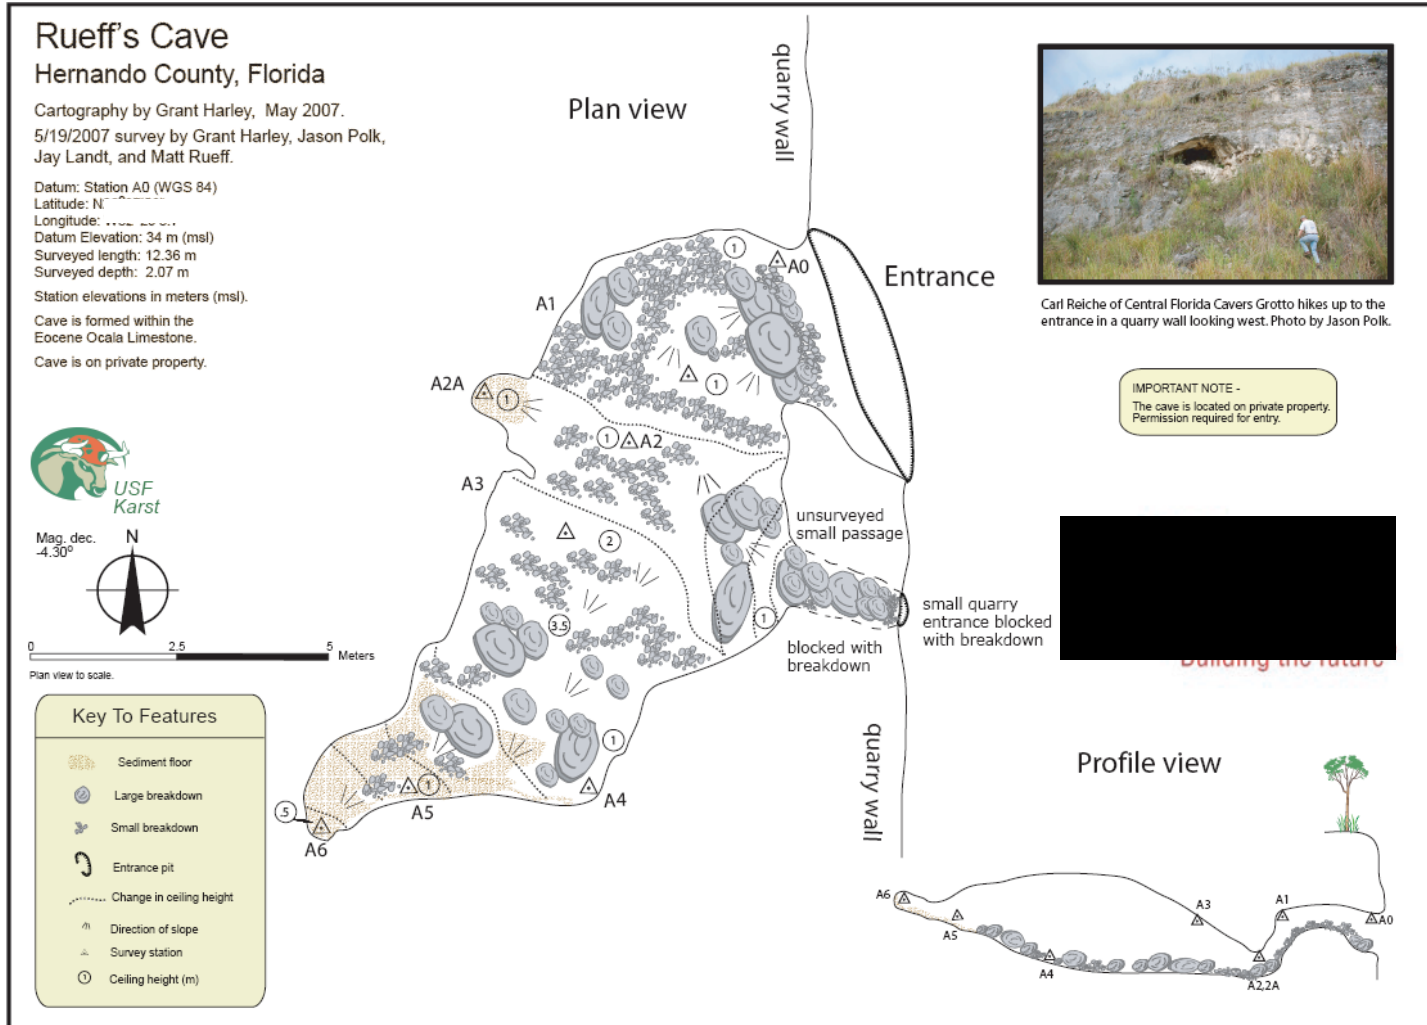 Rueff's Cave
Hernando County, Florida
Cartography by Grant Harley, May 2007.
5/19/2007 survey by Grant Harley, Jason Polk,
Jay Landt, and Matt Rueff.
Datum: Station A0 (WGS 84)
Latitude: N
Longitude:
Datum Elevation: 34 m (msl)
Surveyed length: 12.36 m
Surveyed depth: 2.07 m
Station elevations in meters (msl).
Cave is formed within the
Eocene Ocala Limestone.
Cave is on private property.
USF
Karst
Mag. dec.
-4.30º
N
0 2.5 5 Meters
Plan view to scale.
Key To Features
Sediment floor
Large breakdown
Small breakdown
Entrance pit
Change in ceiling height
Direction of slope
Survey station
1 Ceiling height (m)
Plan view
quarry wall
1
A0
Entrance
A1
1
A2A
1
1 A2
A3
2
unsurveyed
small passage
3.5
1
small quarry
entrance blocked
with breakdown
blocked with
breakdown
1
A4
1
A5
.5
A6
quarry wall
Carl Reiche of Central Florida Cavers Grotto hikes up to the
entrance in a quarry wall looking west. Photo by Jason Polk.
IMPORTANT NOTE -
The cave is located on private property.
Permission required for entry.
Building the future
Profile view
A6
A5
A4
A3
A1
A0
A2,2A